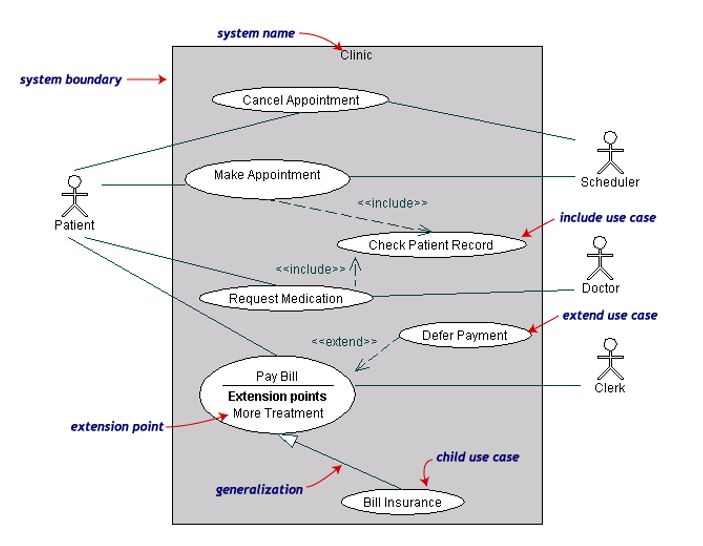 system name
Clinic
system boundary
Cancel Appointment
Make Appointment
Scheduler
<<include>>
Patient
include use case
Check Patient Record
<<include>>
Doctor
Request Medication
extend use case
Defer Payment
<<extend>>
Pay Bill
Clerk
Extension points
More Treatment
extension point
child use case
generalization
Bill Insurance